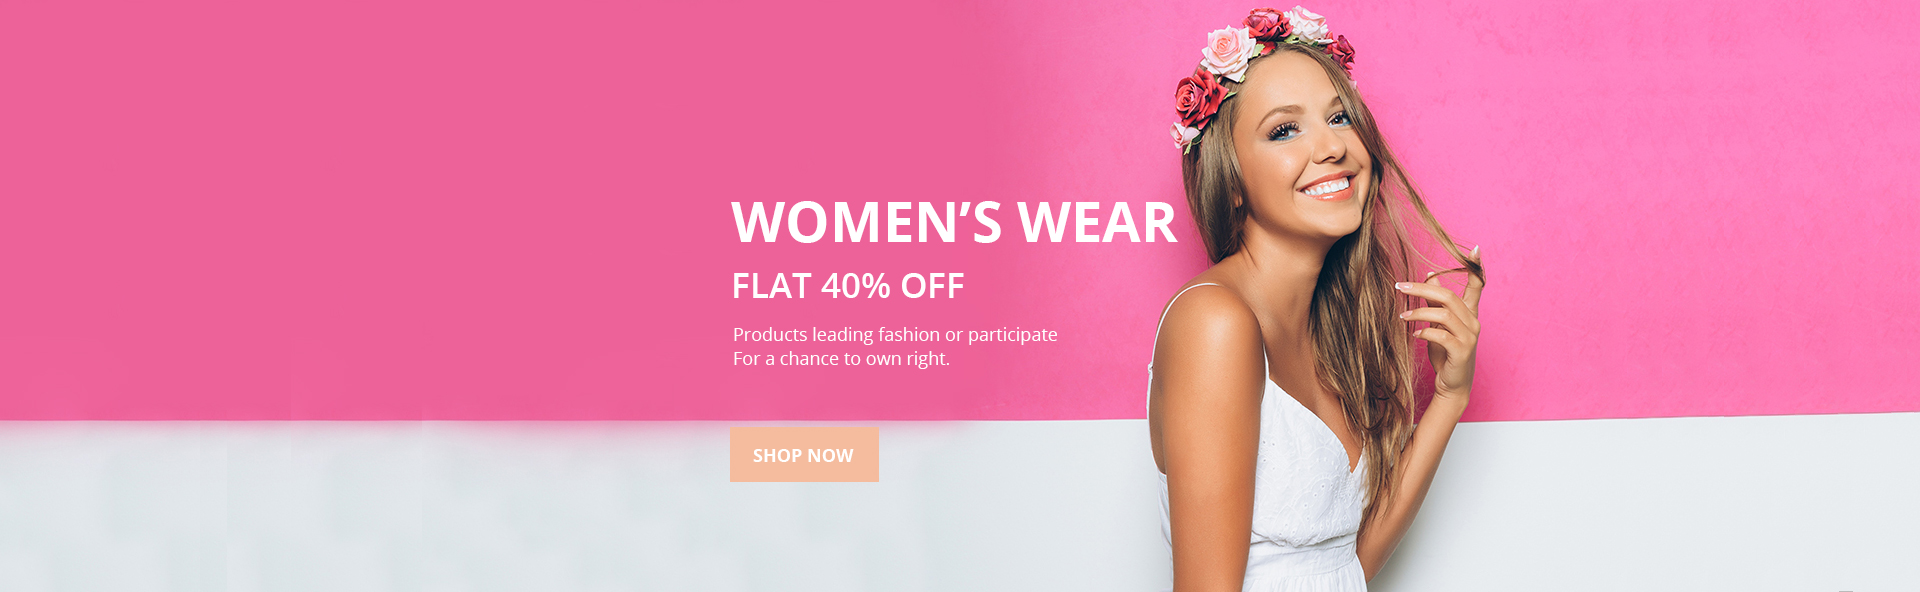 WOMEN’S WEAR
FLAT 40% OFF
Products leading fashion or participate
For a chance to own right.
SHOP NOW